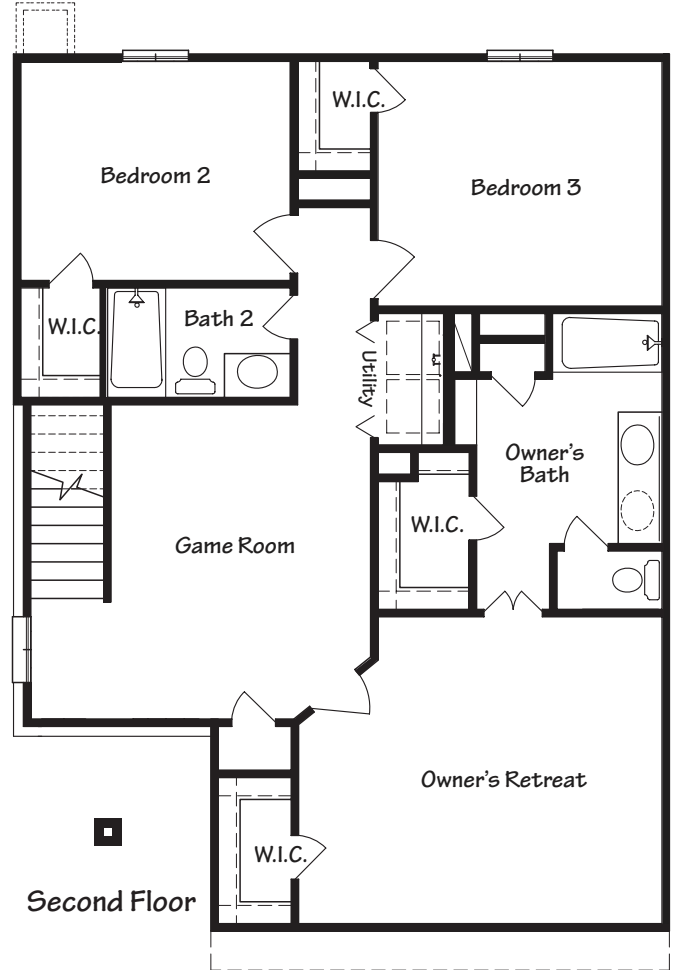 W.I.C.
Bedroom 2
Bedroom 3
W.I.C.
Bath 2
Utility
Owner's
Bath
W.I.C.
Game Room
Owner's Retreat
W.I.C.
Second Floor